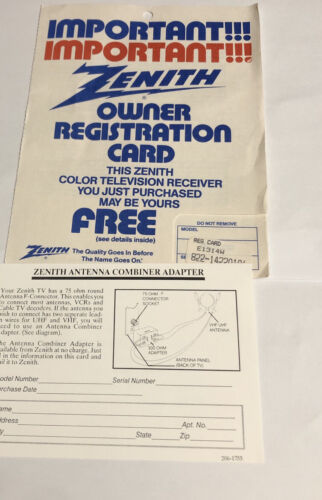 IMPORTANT!!!
IMPORTANT!!!
ZENITH
®
OWNER
REGISTRATION
CARD
THIS ZENITH
COLOR TELEVISION RECEIVER
YOU JUST PURCHASED
MAY BE YOURS
FREE
(see details inside)
ZENITH The Quality Goes In Before
The Name Goes On.
DO NOT REMOVE
MODEL
REG CARD
E1314W
ZENITH ANTENNA COMBINER ADAPTER
Your Zenith TV has a 75 ohm round
Antenna F-Connector. This enables you
to connect most antennas, VCRs and
Cable TV decoders. If the antenna you
wish to connect has two seperate lead-
wires for UHF and VHF, you will
need to use an Antenna Combiner
Adapter. (See diagram).
The Antenna Combiner Adapter is
available from Zenith at no charge. Just
in the information on this card and
mail it to Zenith.
75 OHM F
CONNECTOR
SOCKET
VHF-UHF
ANTENNA
300 OHM
ADAPTER
ANTENNA PANEL
(BACK OF TV)
Model Number
Serial Number
Purchase Date
Name
Address
Apt. No.
City
State
Zip
206-1755